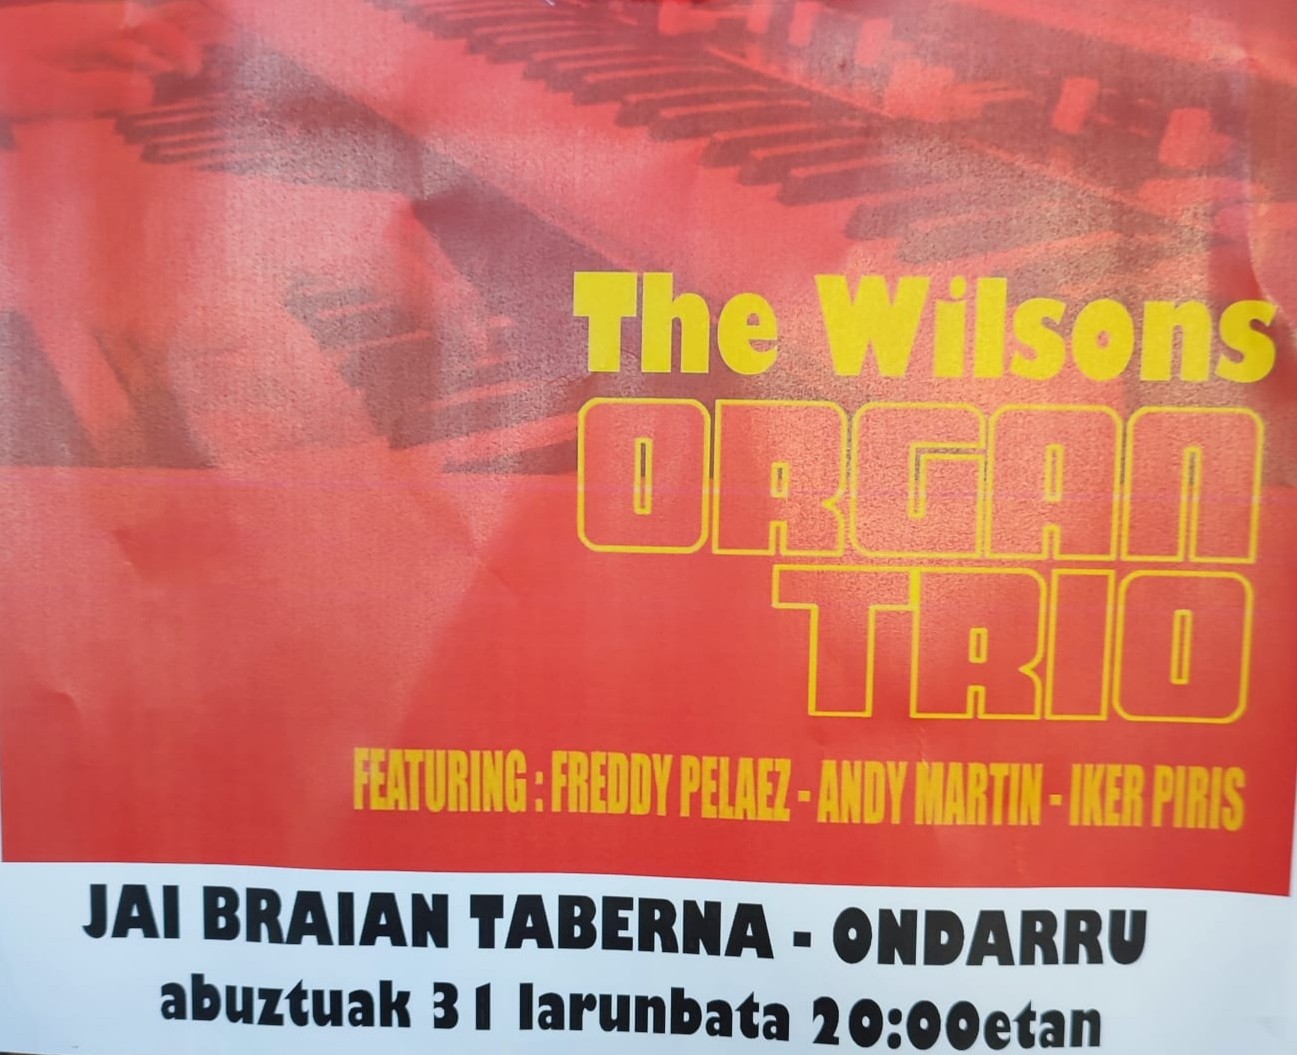 The Wilsons
ORGAN
TRIO
FEATURING : FREDDY PELAEZ - ANDY MARTIN - IKER PIRIS
JAI BRAIAN TABERNA - ONDARRU
abuztuak 31 larunbata 20:00etan